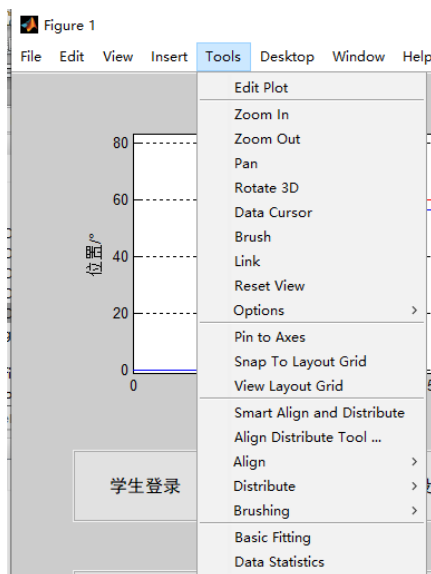 Figure 1
File Edit View Insert Tools Desktop Window Help
Edit Plot
Zoom In
Zoom Out
Pan
Rotate 3D
Data Cursor
Brush
Link
Reset View
Options
Pin to Axes
Snap To Layout Grid
View Layout Grid
Smart Align and Distribute
Align Distribute Tool ...
Align
Distribute
Brushing
Basic Fitting
Data Statistics
80
60
40
20
0
0
位置/°
学生登录